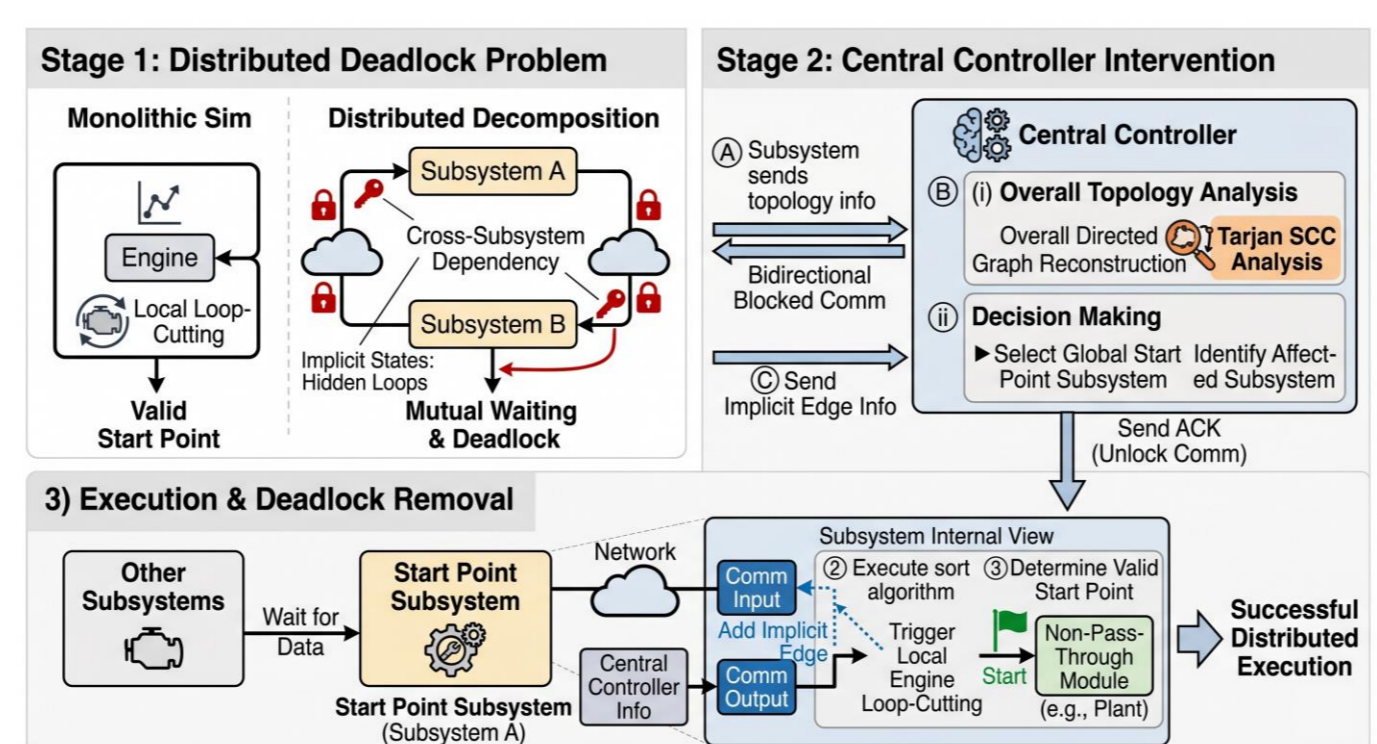 Stage 1: Distributed Deadlock Problem
Monolithic Sim
Engine
Local Loop-
Cutting
Valid
Start Point
Distributed Decomposition
Subsystem A
Cross-Subsystem
Dependency
Subsystem B
Implicit States:
Hidden Loops
Mutual Waiting
& Deadlock
Stage 2: Central Controller Intervention
Ⓐ Subsystem
sends
topology info
Bidirectional
Blocked Comm
Ⓒ Send
Implicit Edge Info
Central Controller
Ⓑ (i) Overall Topology Analysis
Overall Directed
Graph Reconstruction
Tarjan SCC
Analysis
ii Decision Making
▶ Select Global Start
Point Subsystem
Identify Affect-
ed Subsystem
Send ACK
(Unlock Comm)
3) Execution & Deadlock Removal
Other
Subsystems
Wait for
Data
Start Point
Subsystem
Start Point Subsystem
(Subsystem A)
Network
Central
Controller
Info
Subsystem Internal View
Comm
Input
Add Implicit
Edge
Comm
Output
② Execute sort
algorithm
Trigger
Local
Engine
Loop-Cutting
③ Determine Valid
Start Point
Start
Non-Pass-
Through
Module
(e.g., Plant)
Successful
Distributed
Execution